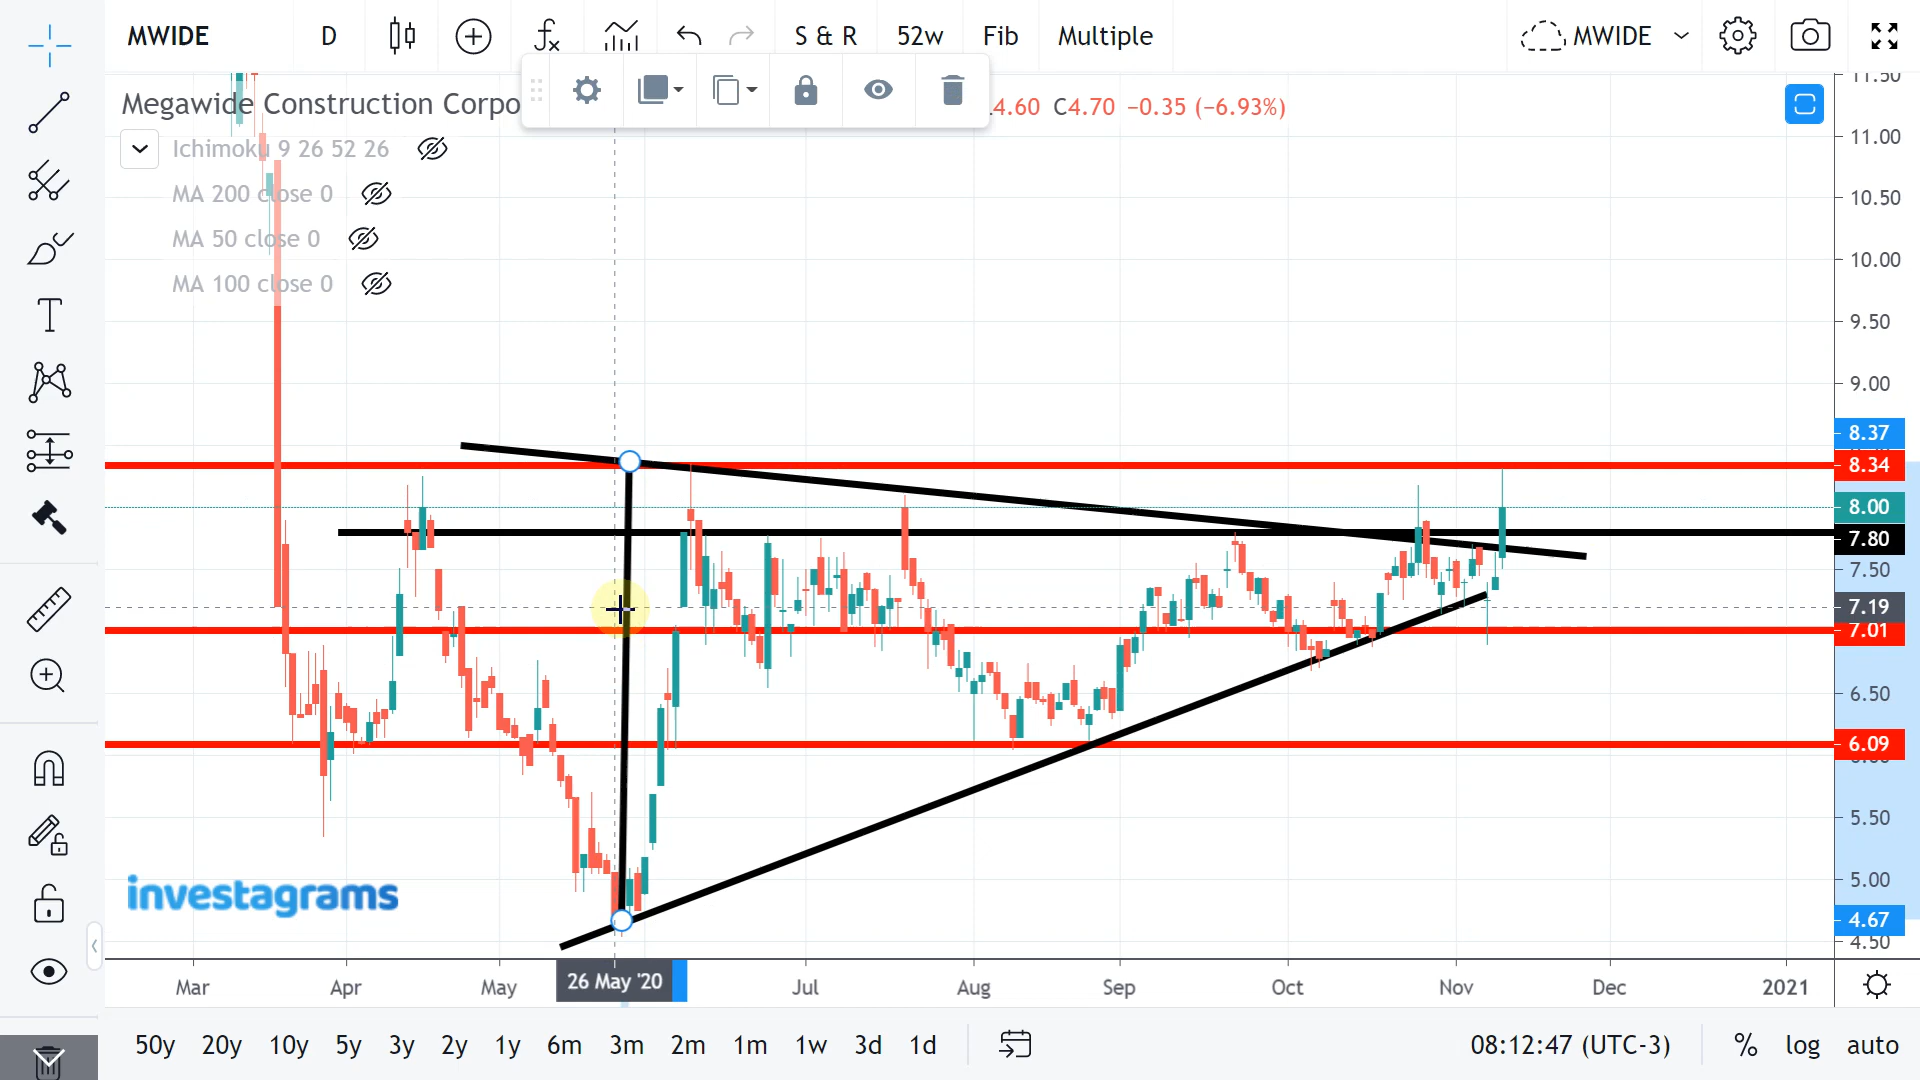 MWIDE D S & R 52w Fib Multiple MWIDE
Megawide Construction Corpo 4.60 C4.70 −0.35 (−6.93%)
Ichimoku 9 26 52 26
MA 200 close 0
MA 50 close 0
MA 100 close 0
11.50
11.00
10.50
10.00
9.50
9.00
8.37
8.34
8.00
7.80
7.50
7.19
7.01
6.50
6.09
6.00
5.50
5.00
4.67
4.50
investagrams
Mar Apr May 26 May '20 Jul Aug Sep Oct Nov Dec 2021
50y 20y 10y 5y 3y 2y 1y 6m 3m 2m 1m 1w 3d 1d 08:12:47 (UTC-3) % log auto